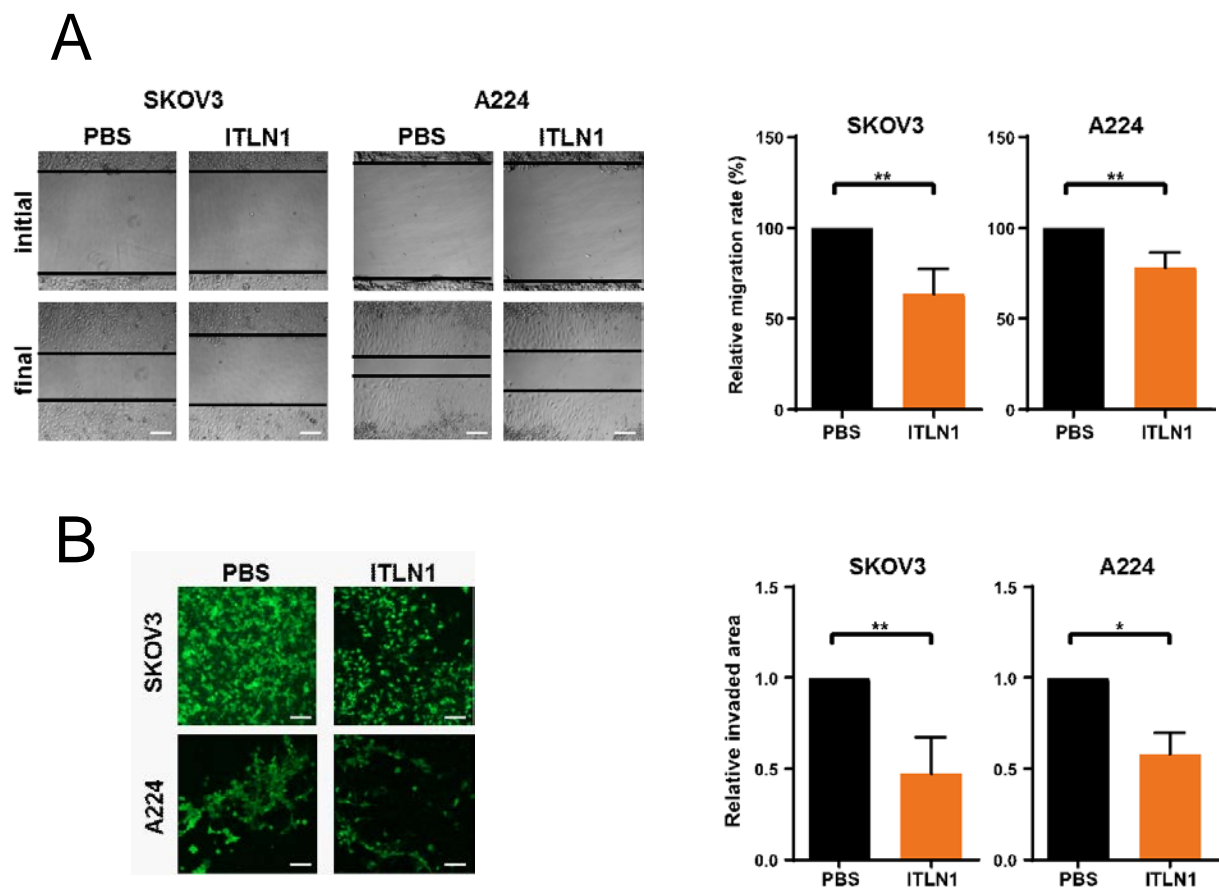 A
SKOV3
A224
PBS
ITLN1
PBS
ITLN1
initial
final
SKOV3
A224
Relative migration rate (%)
150
100
50
0
**
PBS
ITLN1
150
100
50
0
**
PBS
ITLN1
B
PBS
ITLN1
SKOV3
A224
SKOV3
A224
Relative invaded area
1.5
1.0
0.5
0.0
**
PBS
ITLN1
1.5
1.0
0.5
0.0
*
PBS
ITLN1